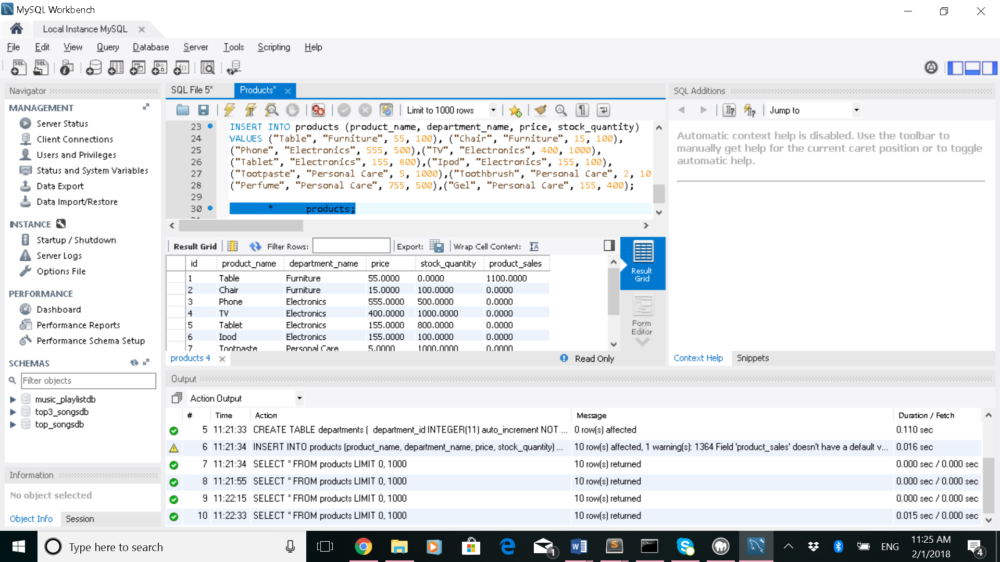 MySQL Workbench
Local Instance MySQL
File Edit View Query Database Server Tools Scripting Help
Navigator
MANAGEMENT
Server Status
Client Connections
Users and Privileges
Status and System Variables
Data Export
Data Import/Restore
INSTANCE
Startup / Shutdown
Server Logs
Options File
PERFORMANCE
Dashboard
Performance Reports
Performance Schema Setup
SCHEMAS
Filter objects
music_playlistdb
top3_songsdb
top_songsdb
Information
No object selected
Object Info Session
SQL File 5* Products*
Limit to 1000 rows
23 INSERT INTO products (product_name, department_name, price, stock_quantity)
24 VALUES ("Table", "Furniture", 55, 100), ("Chair", "Furniture", 15, 100),
25 ("Phone", "Electronics", 555, 500),("TV", "Electronics", 400, 1000),
26 ("Tablet", "Electronics", 155, 800),("Ipod", "Electronics", 155, 100),
27 ("Tootpaste", "Personal Care", 5, 1000),("Toothbrush", "Personal Care", 2, 10
28 ("Perfume", "Personal Care", 755, 500),("Gel", "Personal Care", 155, 400);
29
30 * products;
Result Grid Filter Rows: Export: Wrap Cell Content:
id product_name department_name price stock_quantity product_sales
1 Table Furniture 55.0000 0.0000 1100.0000
2 Chair Furniture 15.0000 100.0000 0.0000
3 Phone Electronics 555.0000 500.0000 0.0000
4 TV Electronics 400.0000 1000.0000 0.0000
5 Tablet Electronics 155.0000 800.0000 0.0000
6 Ipod Electronics 155.0000 100.0000 0.0000
7 Tootpaste Personal Care 5.0000 1000.0000 0.0000
Result
Grid
Form
Editor
products 4
Read Only
SQL Additions
Jump to
Automatic context help is disabled. Use the toolbar to
manually get help for the current caret position or to toggle
automatic help.
Context Help Snippets
Output
Action Output
# Time Action Message Duration / Fetch
5 11:21:33 CREATE TABLE departments ( department_id INTEGER(11) auto_increment NOT ... 0 row(s) affected 0.110 sec
6 11:21:34 INSERT INTO products (product_name, department_name, price, stock_quantity) ... 10 row(s) affected, 1 warning(s): 1364 Field 'product_sales' doesn't have a default v... 0.016 sec
7 11:21:34 SELECT * FROM products LIMIT 0, 1000 10 row(s) returned 0.000 sec / 0.000 sec
8 11:21:55 SELECT * FROM products LIMIT 0, 1000 10 row(s) returned 0.000 sec / 0.000 sec
9 11:22:15 SELECT * FROM products LIMIT 0, 1000 10 row(s) returned 0.000 sec / 0.000 sec
10 11:22:33 SELECT * FROM products LIMIT 0, 1000 10 row(s) returned 0.015 sec / 0.000 sec
Type here to search
1
ENG
11:25 AM
2/1/2018
4